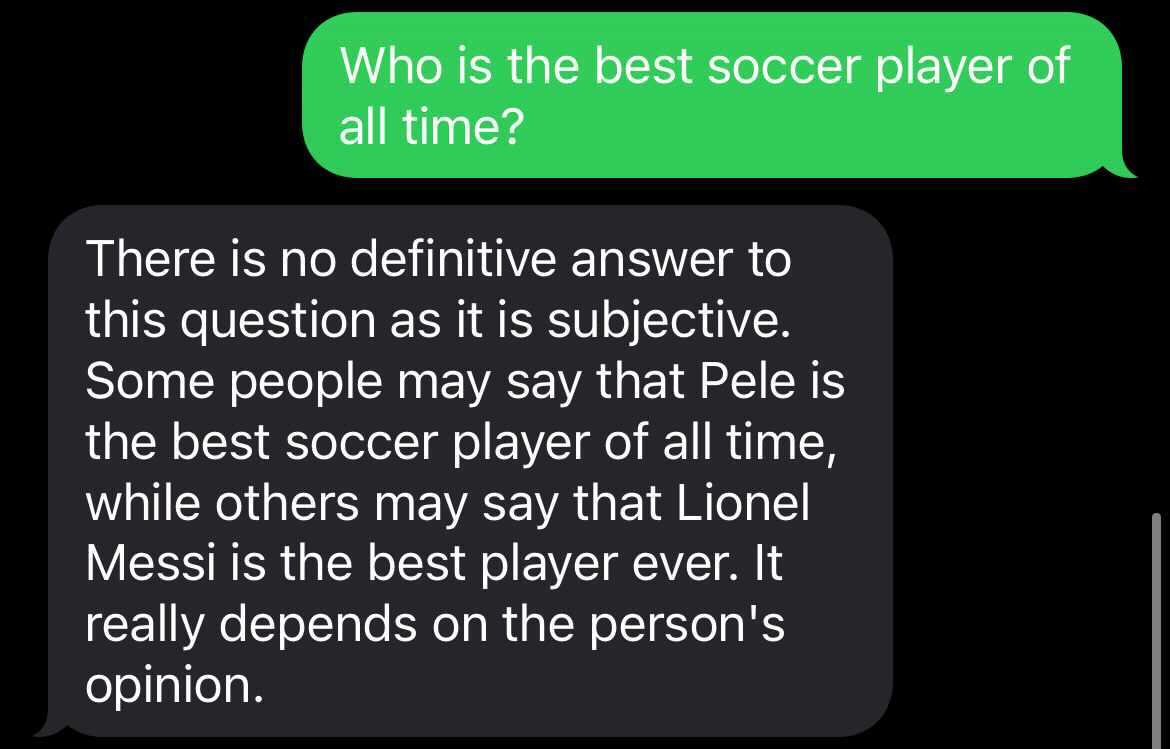 Who is the best soccer player of
all time?
There is no definitive answer to
this question as it is subjective.
Some people may say that Pele is
the best soccer player of all time,
while others may say that Lionel
Messi is the best player ever. It
really depends on the person's
opinion.